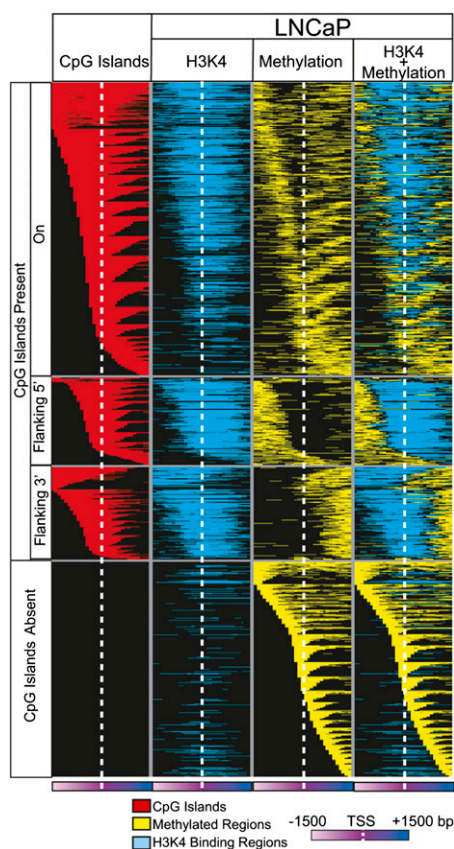 LNCaP
CpG Islands
H3K4
Methylation
H3K4
+
Methylation
CpG Islands Present
On
Flanking 5'
Flanking 3'
CpG Islands Absent
CpG Islands
Methylated Regions
H3K4 Binding Regions
-1500 TSS +1500 bp